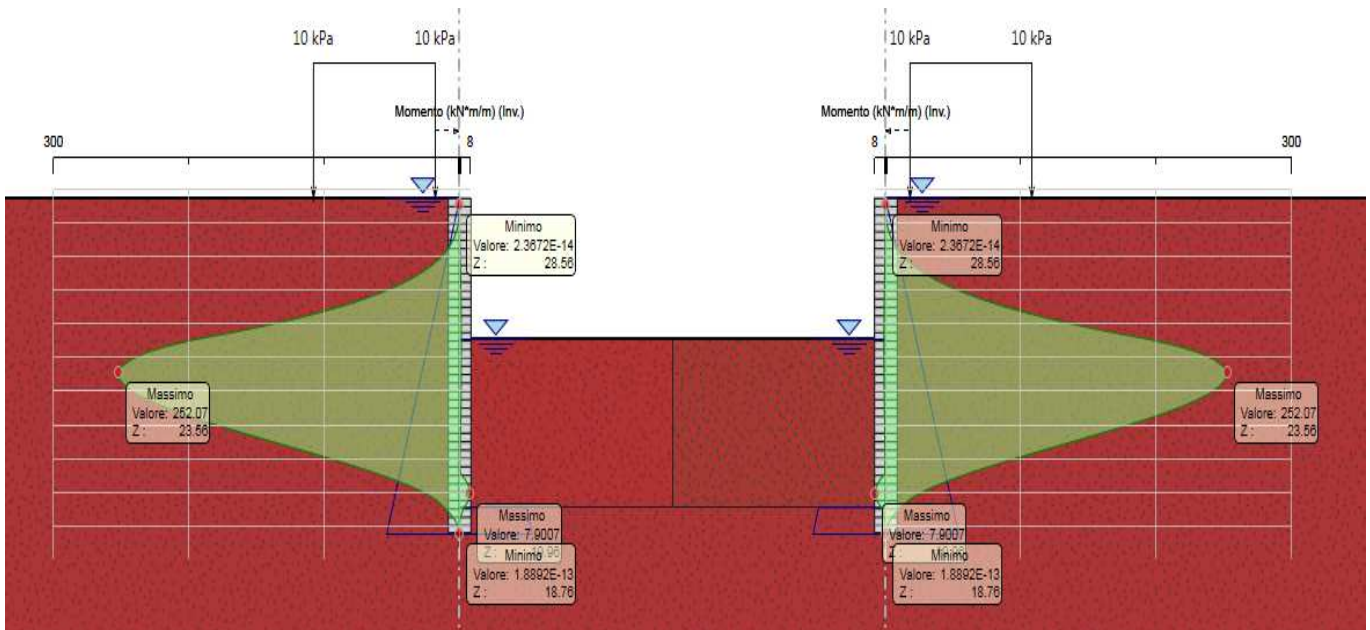 10 kPa 10 kPa 10 kPa 10 kPa
Momento (kN*m/m) (Inv.) Momento (kN*m/m) (Inv.)
300 8 8 300
Minimo
Valore: 2.3672E-14
Z : 28.56
Minimo
Valore: 2.3672E-14
Z : 28.56
Massimo
Valore: 252.07
Z : 23.56
Massimo
Valore: 252.07
Z : 23.56
Massimo
Valore: 7.9007
Z : 19.96
Massimo
Valore: 7.9007
Minimo
Valore: 1.8892E-13
Z : 18.76
Minimo
Valore: 1.8892E-13
Z : 18.76